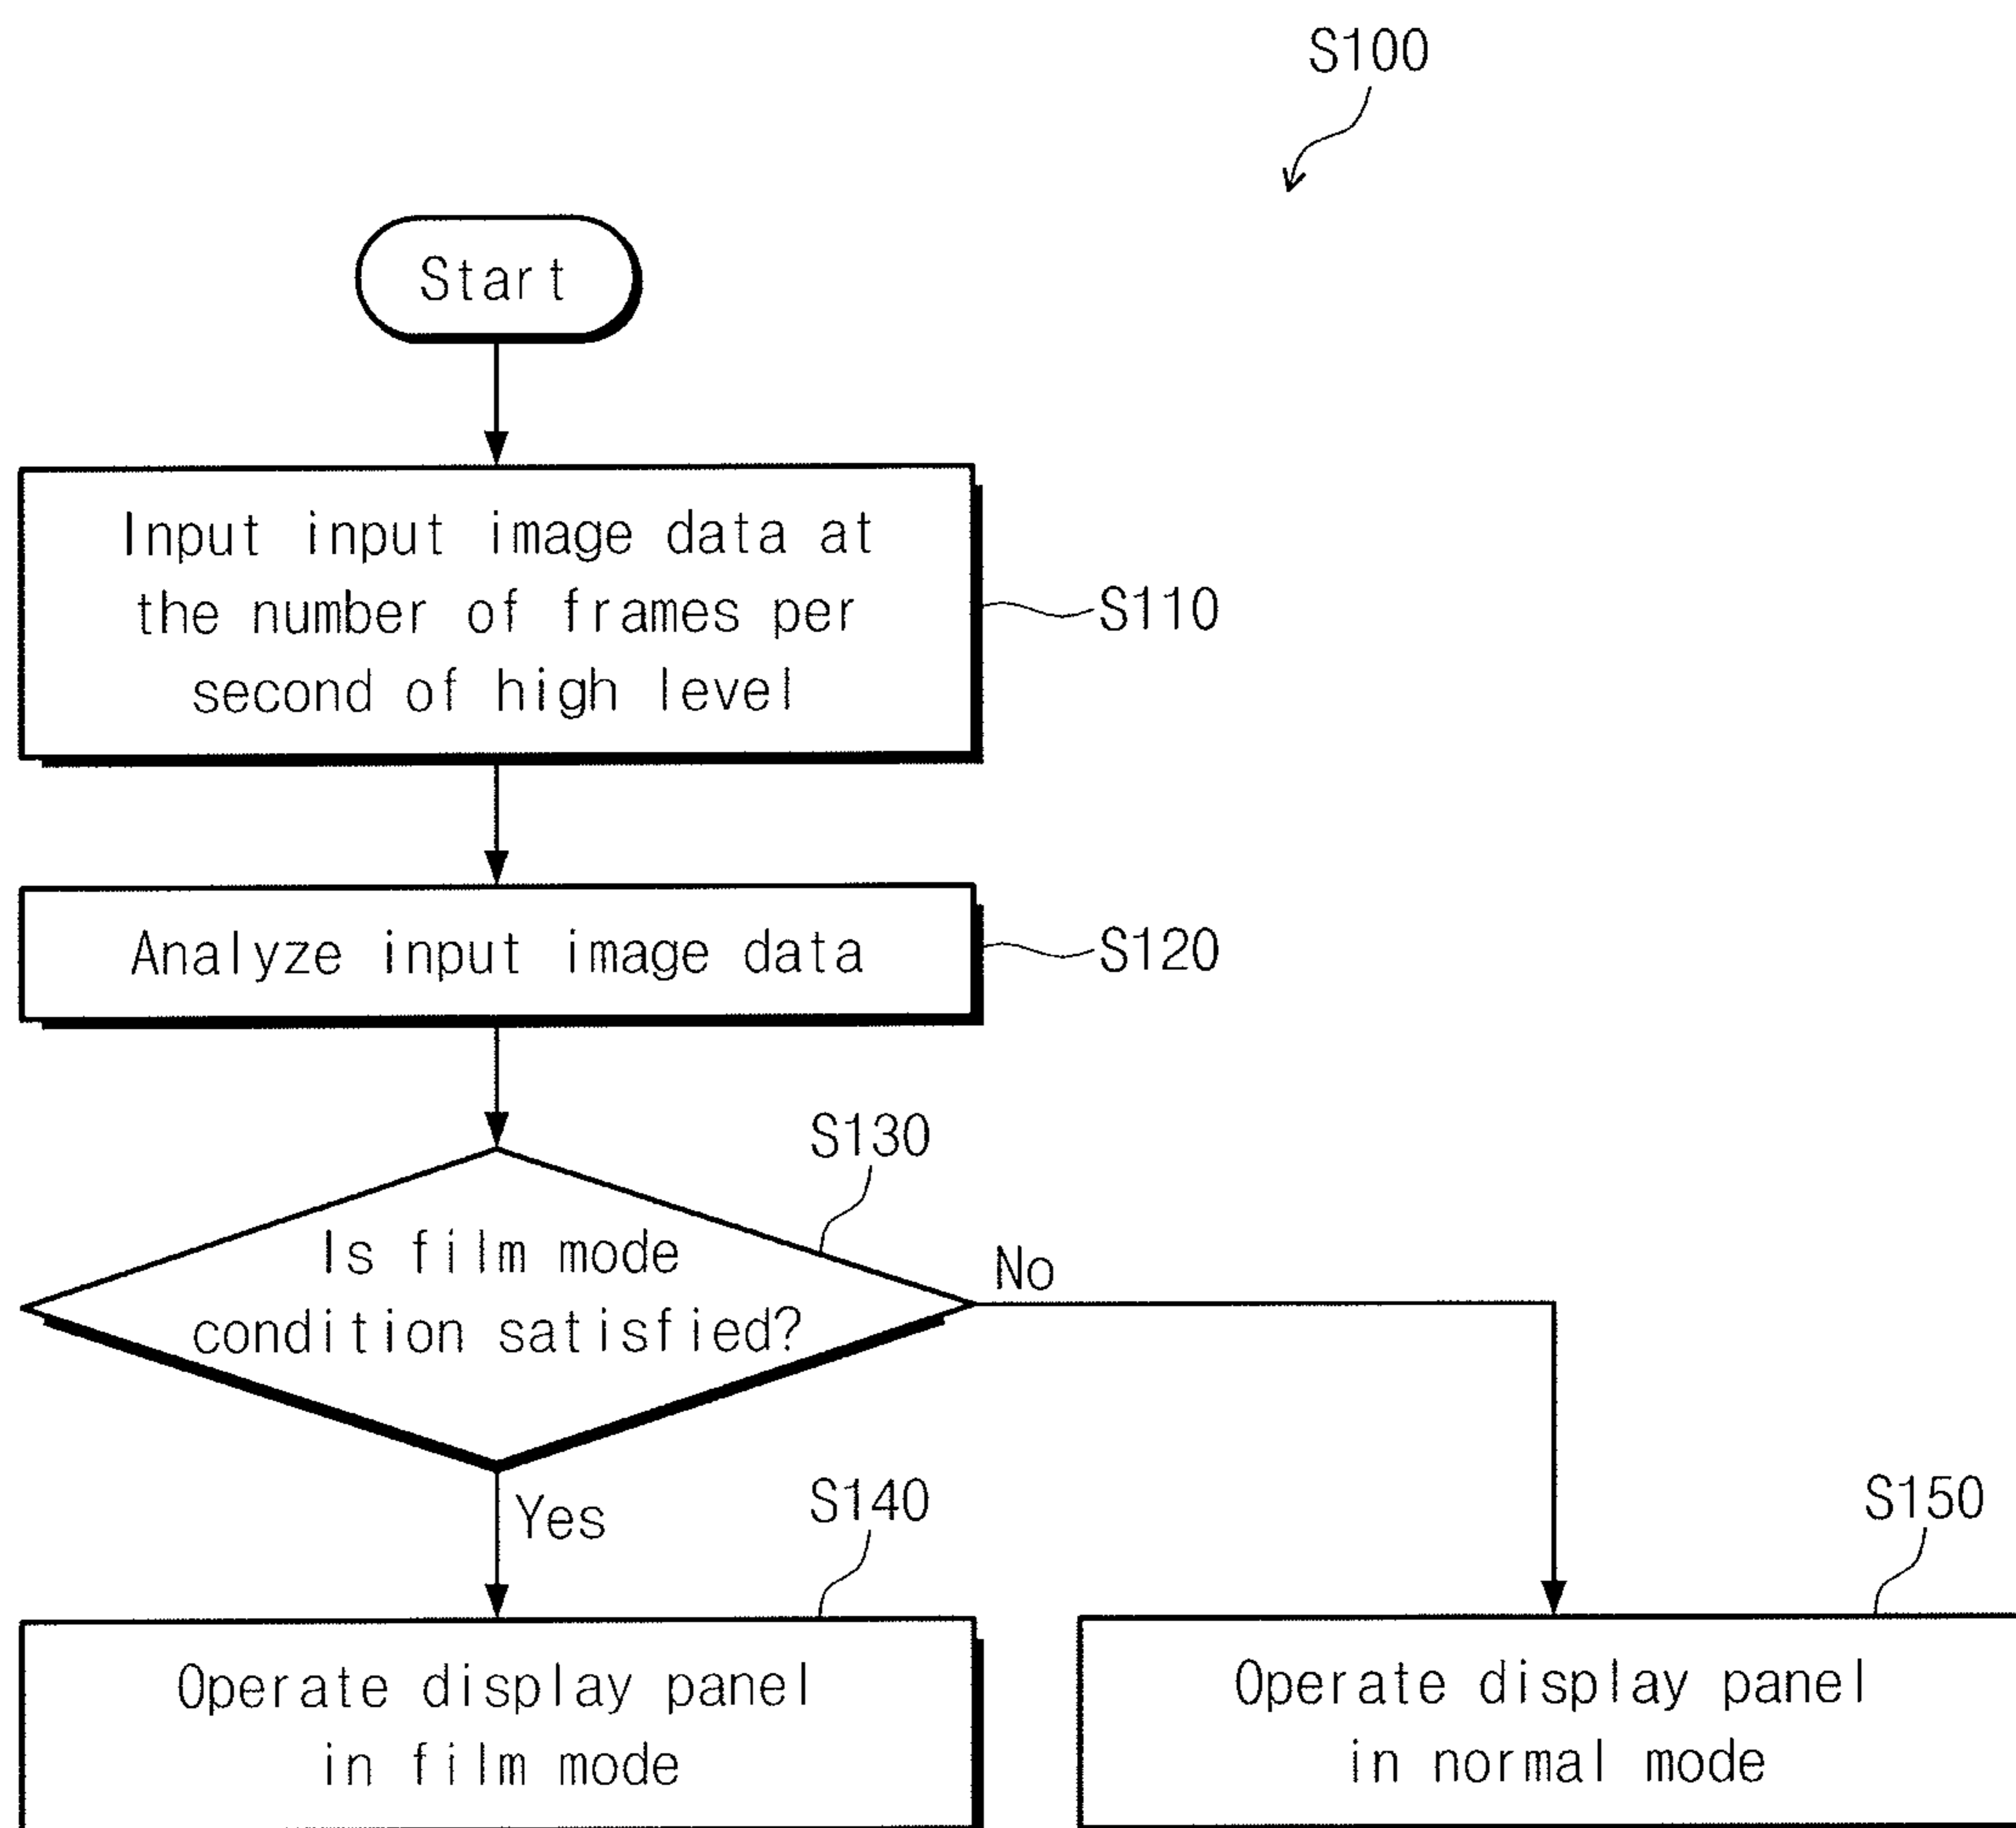 S100
Start
Input input image data at
the number of frames per
second of high level
S110
Analyze input image data
S120
S130
Is film mode
condition satisfied?
No
Yes
S140
S150
Operate display panel
in film mode
Operate display panel
in normal mode